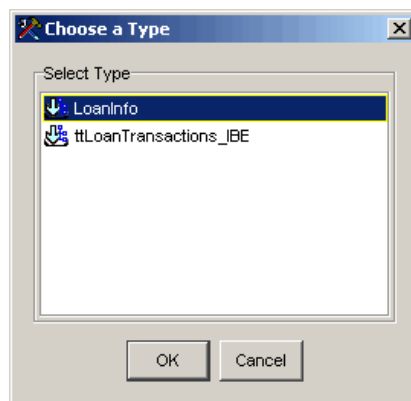 Choose a Type
Select Type
LoanInfo
ttLoanTransactions_IBE
OK
Cancel